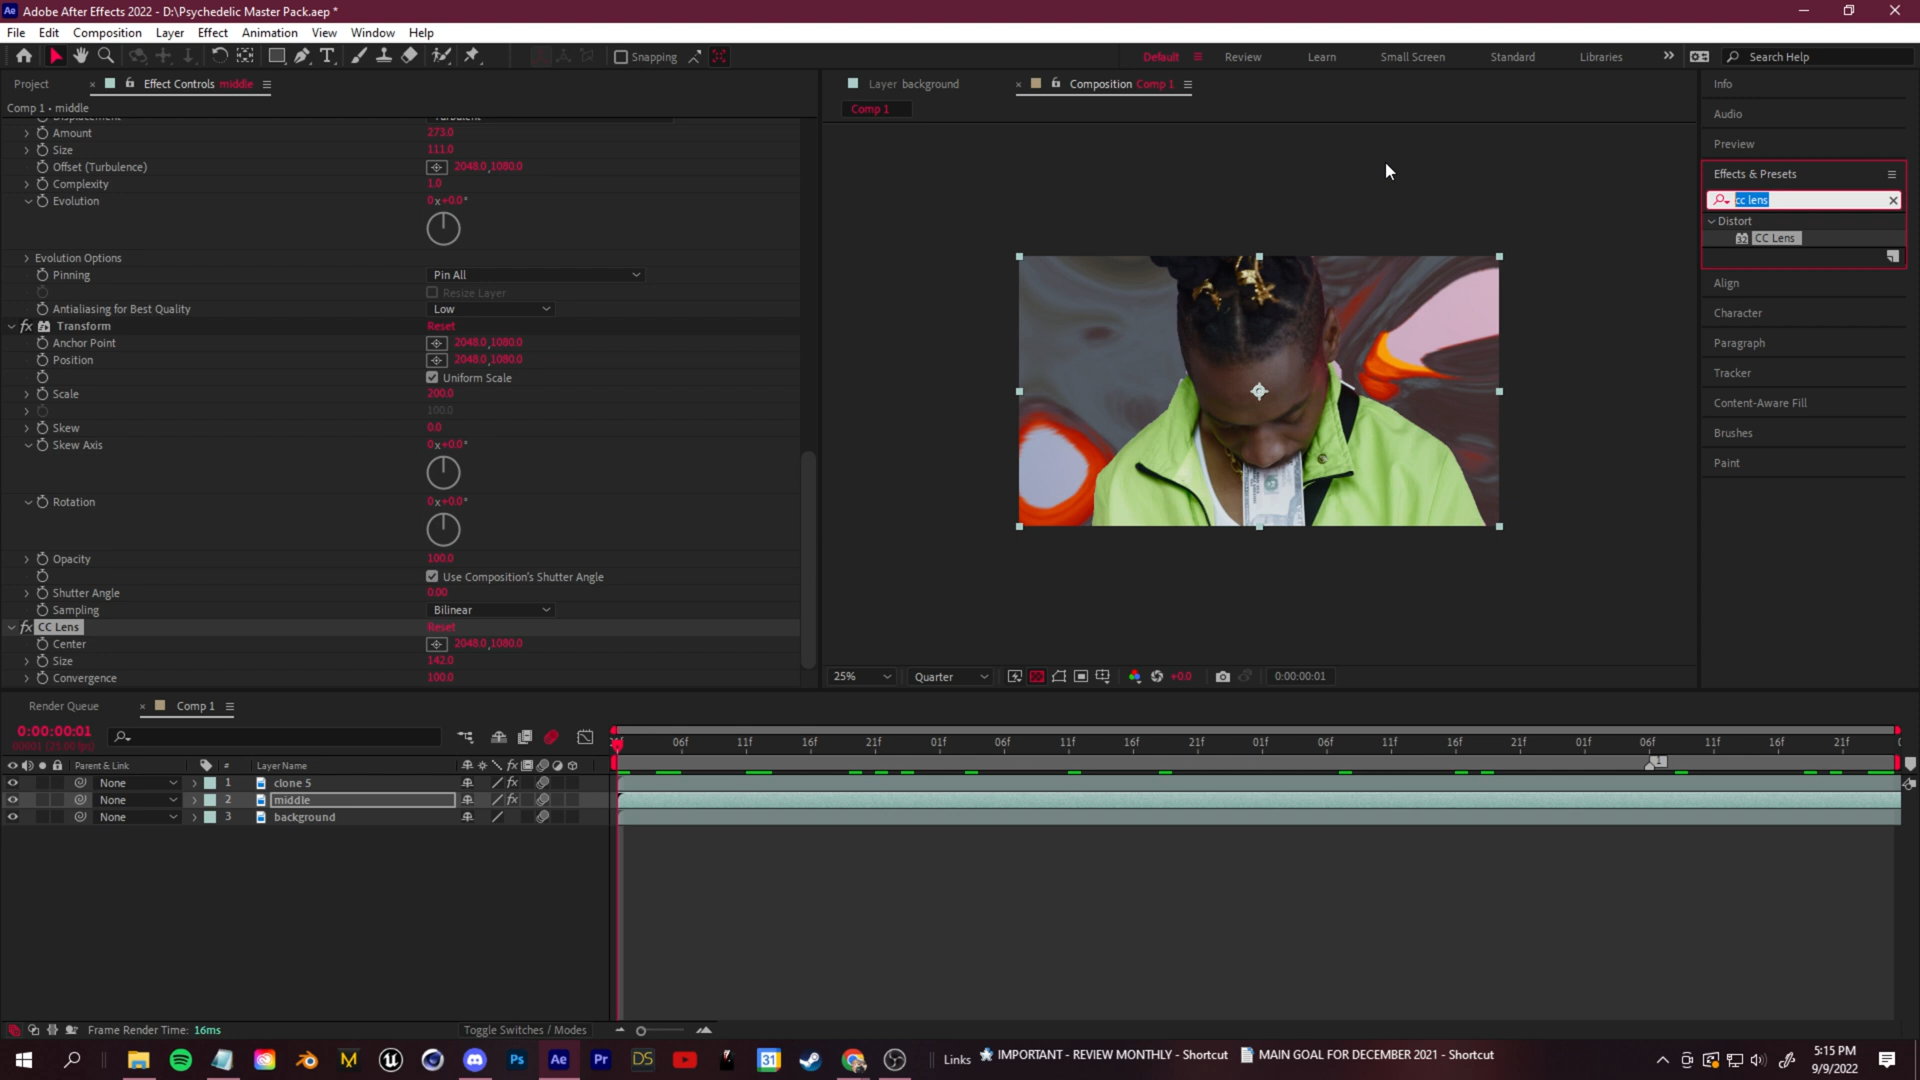 Adobe After Effects 2022 - D:\Psychedelic Master Pack.aep *
File Edit Composition Layer Effect Animation View Window Help
Snapping
Default Review Learn Small Screen Standard Libraries Search Help
Project Effect Controls middle
Layer background
Composition Comp 1
Info
Comp 1 • middle
Comp 1
Audio
Displacement Turbulent
Amount 273.0
Size 111.0
Offset (Turbulence) 2048.0,1080.0
Complexity 1.0
Evolution 0x+0.0°
Evolution Options
Pinning Pin All
Resize Layer
Antialiasing for Best Quality Low
fx Transform Reset
Anchor Point 2048.0,1080.0
Position 2048.0,1080.0
Uniform Scale
Scale 200.0
100.0
Skew 0.0
Skew Axis 0x+0.0°
Rotation 0x+0.0°
Opacity 100.0
Use Composition's Shutter Angle
Shutter Angle 0.00
Sampling Bilinear
fx CC Lens Reset
Center 2048.0,1080.0
Size 142.0
Convergence 100.0
25% Quarter +0.0 0:00:00:01
Preview
Effects & Presets
cc lens
Distort
32 CC Lens
Align
Character
Paragraph
Tracker
Content-Aware Fill
Brushes
Paint
Render Queue Comp 1
0:00:00:01
00001 (25.00 fps)
06f 11f 16f 21f 01f 06f 11f 16f 21f 01f 06f 11f 16f 21f 01f 06f 11f 16f 21f
1
Parent & Link # Layer Name fx
None 1 clone 5 fx
None 2 middle fx
None 3 background
Frame Render Time: 16ms Toggle Switches / Modes
Ps Ae Pr DS 31
Links IMPORTANT - REVIEW MONTHLY - Shortcut MAIN GOAL FOR DECEMBER 2021 - Shortcut
5:15 PM
9/9/2022